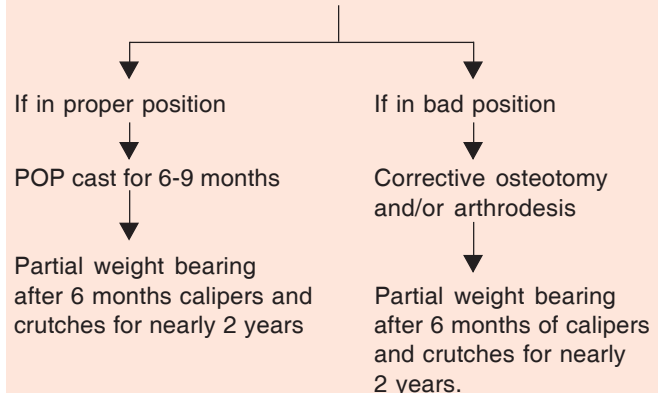 If in proper position
POP cast for 6-9 months
Partial weight bearing
after 6 months calipers and
crutches for nearly 2 years
If in bad position
Corrective osteotomy
and/or arthrodesis
Partial weight bearing
after 6 months of calipers
and crutches for nearly
2 years.